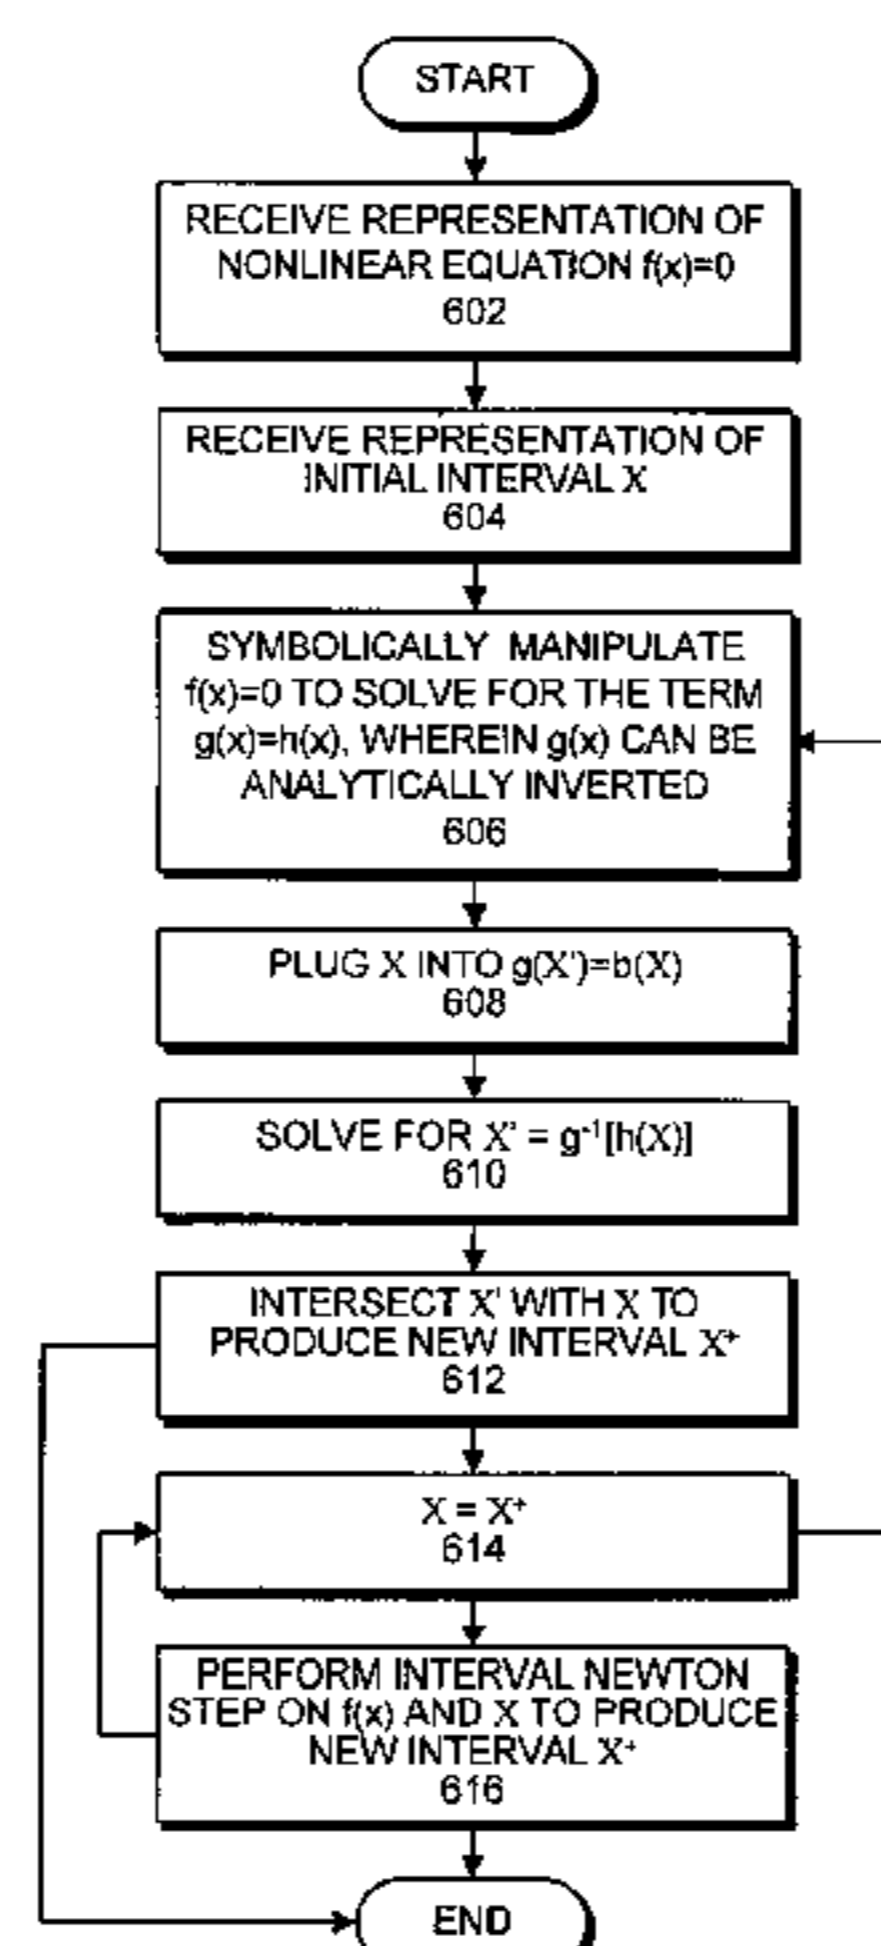 START
RECEIVE REPRESENTATION OF
NONLINEAR EQUATION f(x)=0
602
RECEIVE REPRESENTATION OF
INITIAL INTERVAL X
604
SYMBOLICALLY MANIPULATE
f(x)=0 TO SOLVE FOR THE TERM
g(x)=h(x), WHEREIN g(x) CAN BE
ANALYTICALLY INVERTED
606
PLUG X INTO g(X')=b(X)
608
SOLVE FOR X' = g⁻¹[h(X)]
610
INTERSECT X' WITH X TO
PRODUCE NEW INTERVAL X⁺
612
X = X⁺
614
PERFORM INTERVAL NEWTON
STEP ON f(x) AND X TO PRODUCE
NEW INTERVAL X⁺
616
END